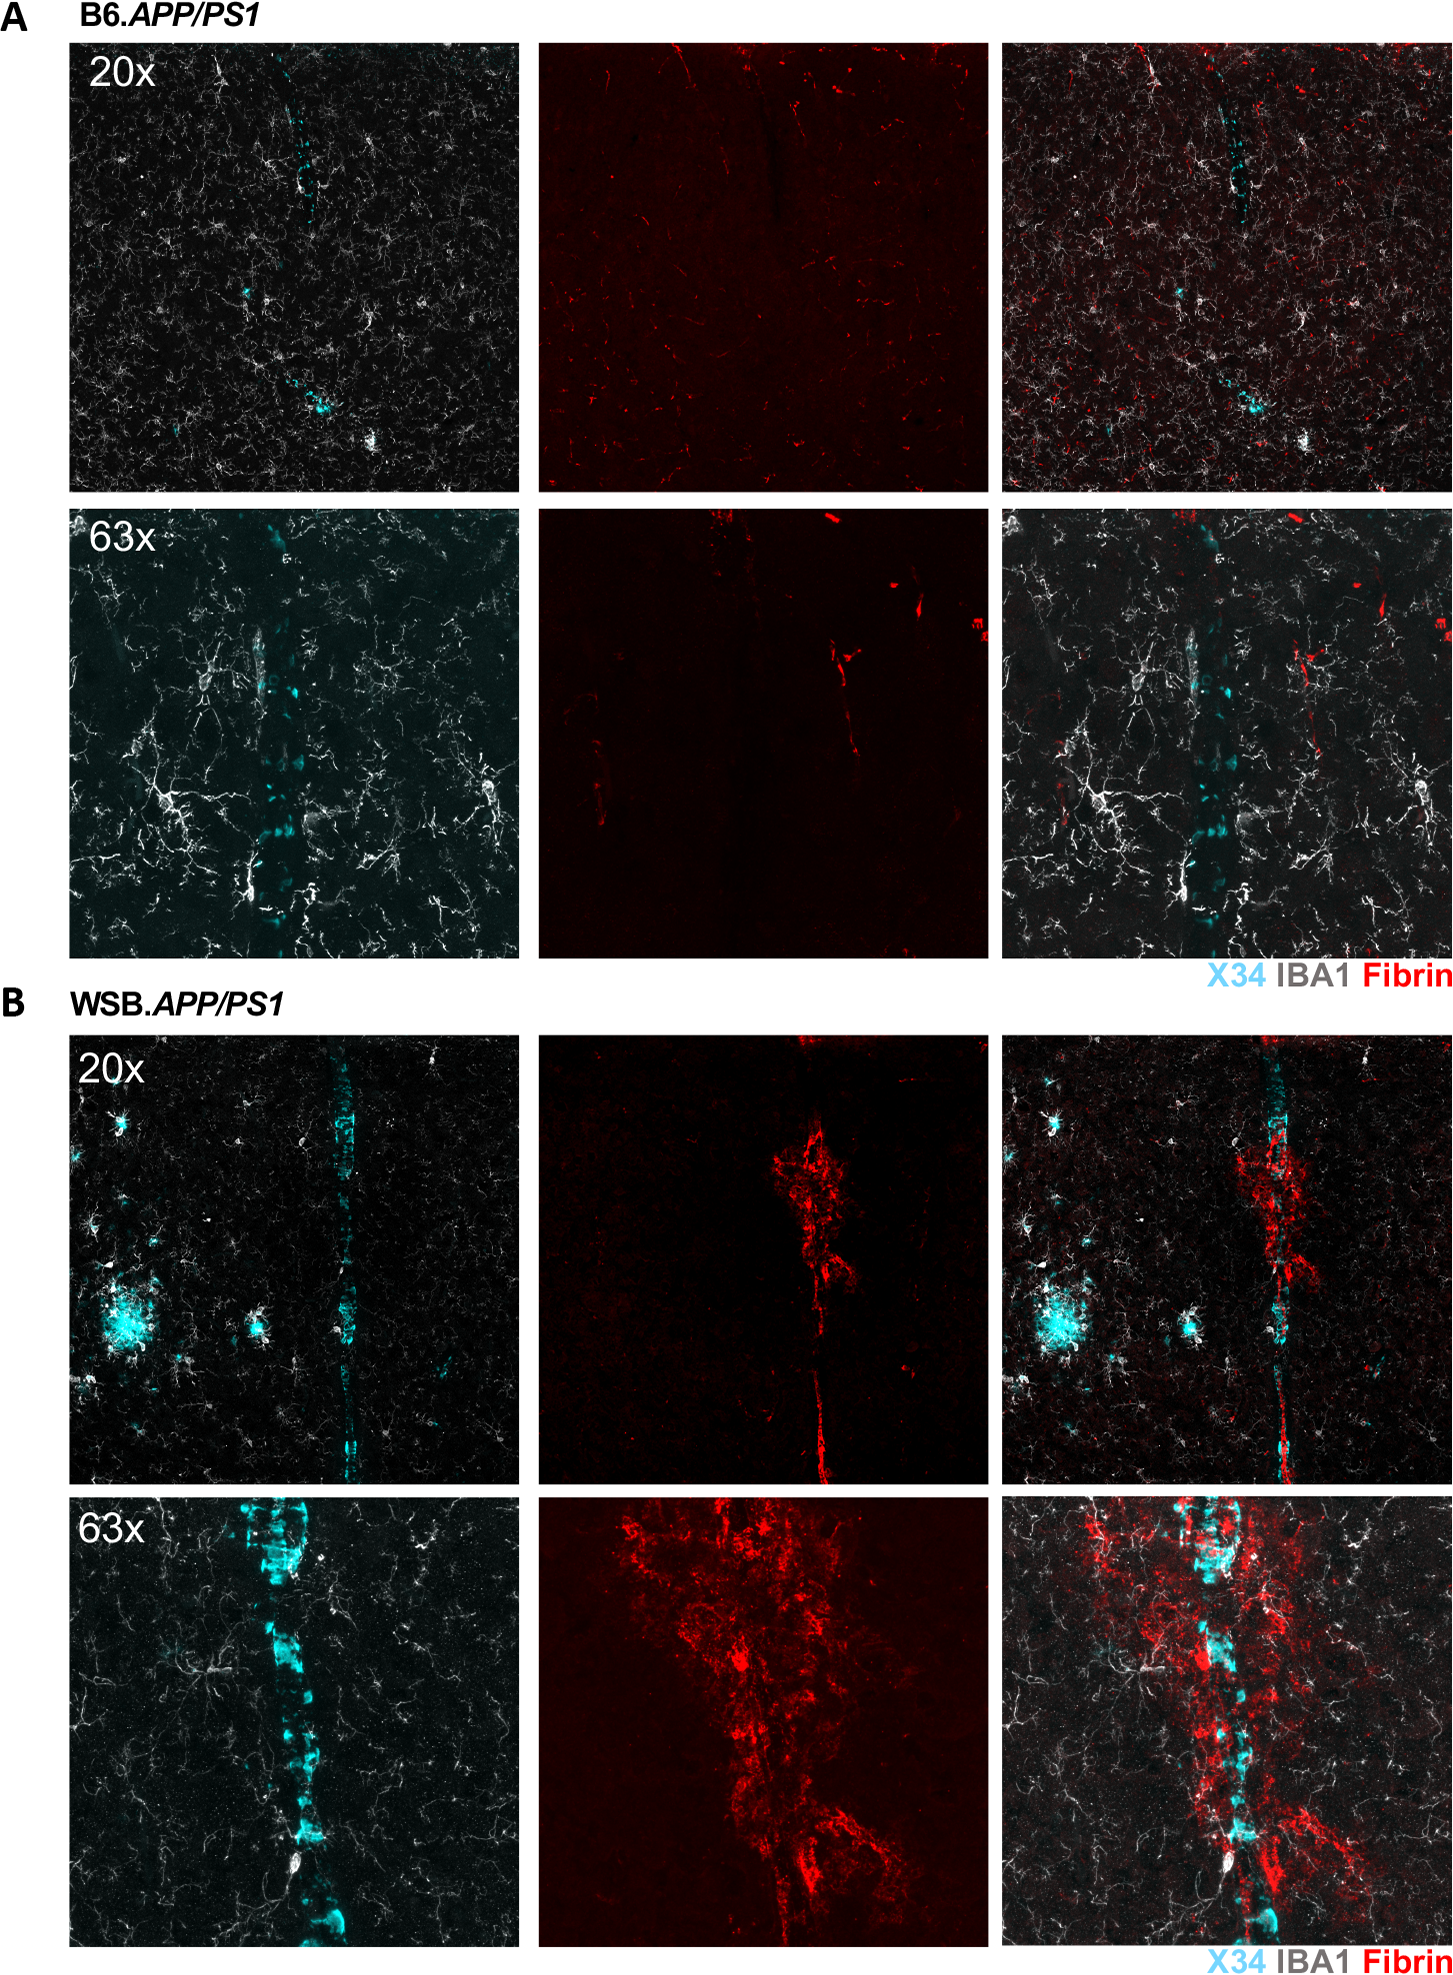 A B6.APP/PS1
20x
63x
X34 IBA1 Fibrin
B WSB.APP/PS1
20x
63x
X34 IBA1 Fibrin